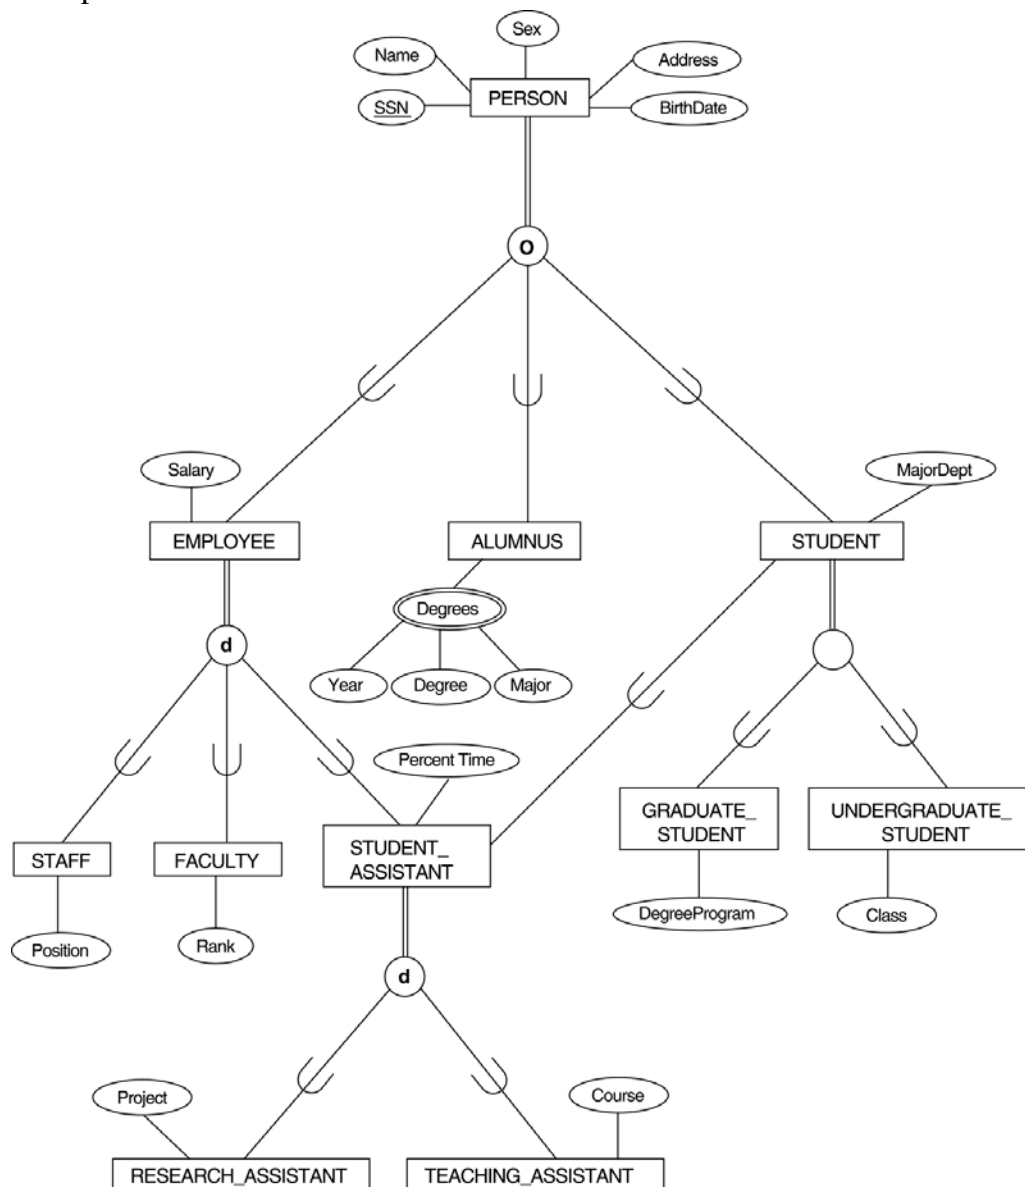 Sex
Name
Address
PERSON
SSN
BirthDate
O
Salary
MajorDept
EMPLOYEE
ALUMNUS
STUDENT
Degrees
d
Year
Degree
Major
Percent Time
GRADUATE_
STUDENT
UNDERGRADUATE_
STUDENT
STAFF
FACULTY
STUDENT_
ASSISTANT
DegreeProgram
Class
Position
Rank
d
Project
Course
RESEARCH_ASSISTANT
TEACHING_ASSISTANT